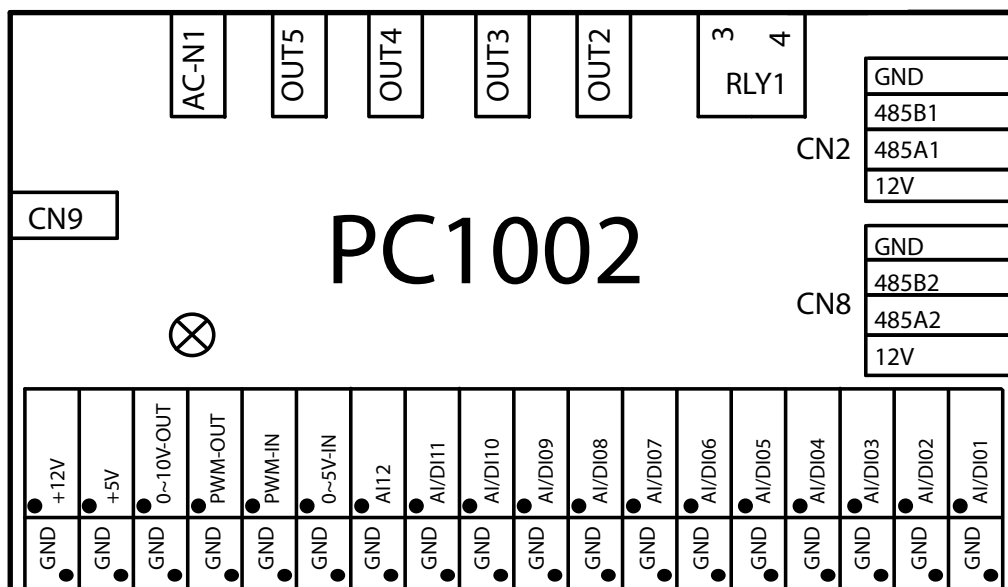 AC-N1
OUT5
OUT4
OUT3
OUT2
3 4
RLY1
CN2
GND
485B1
485A1
12V
CN9
PC1002
CN8
GND
485B2
485A2
12V
+12V
+5V
0~10V-OUT
PWM-OUT
PWM-IN
0~5V-IN
AI12
AI/DI11
AI/DI10
AI/DI09
AI/DI08
AI/DI07
AI/DI06
AI/DI05
AI/DI04
AI/DI03
AI/DI02
AI/DI01
GND GND GND GND GND GND GND GND GND GND GND GND GND GND GND GND GND GND